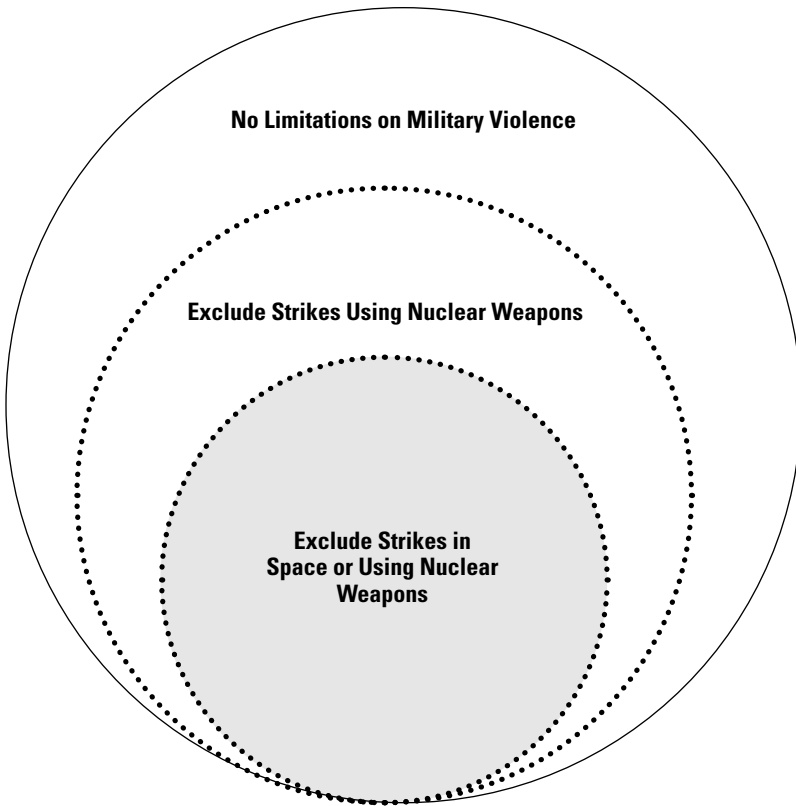 No Limitations on Military Violence
Exclude Strikes Using Nuclear Weapons
Exclude Strikes in
Space or Using Nuclear
Weapons